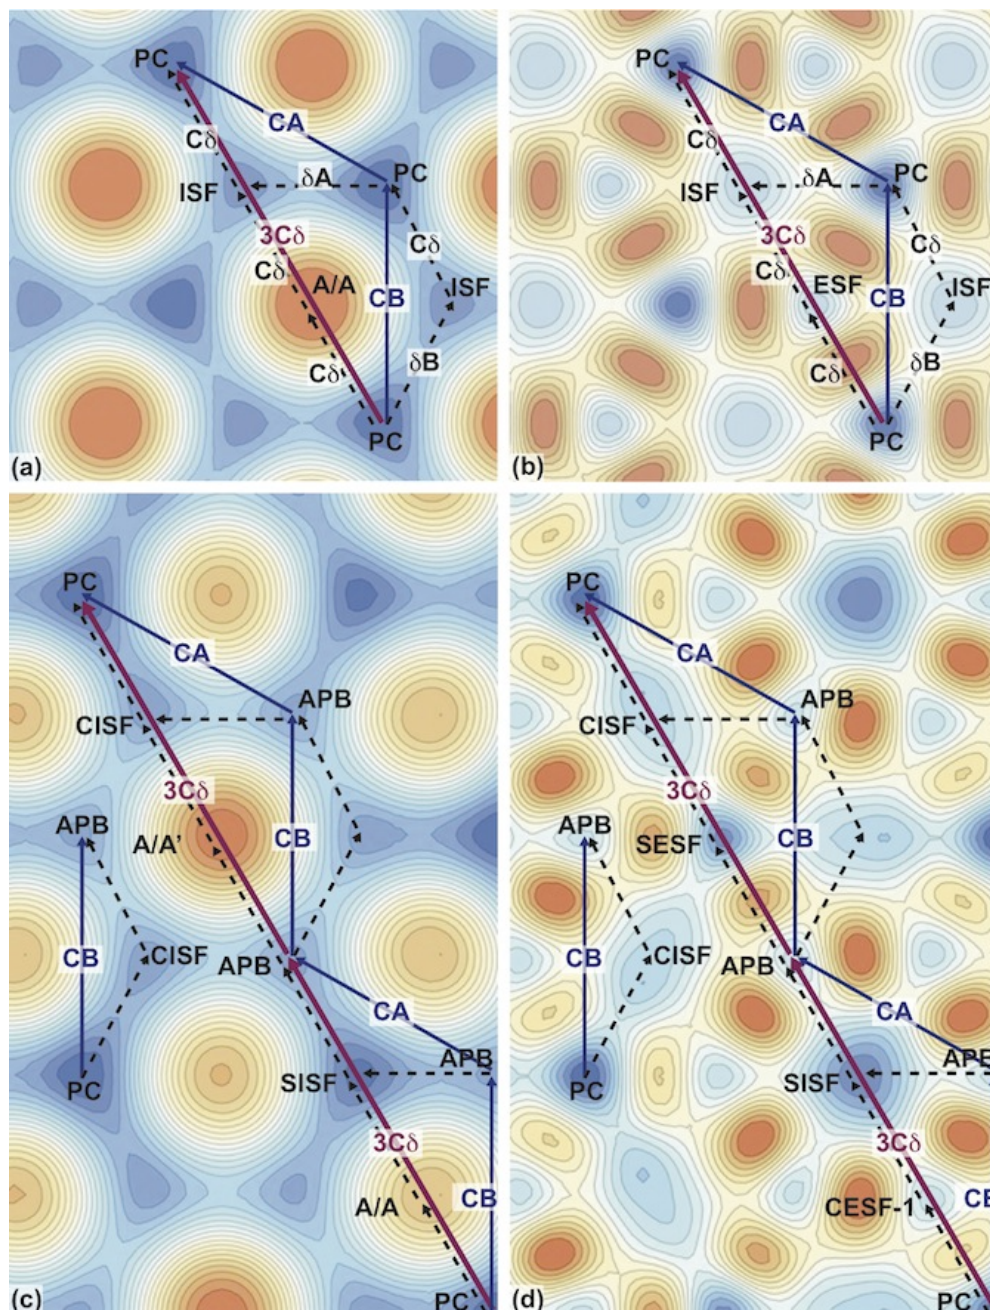 PC
CA
Cδ
PC
δA
ISF
Cδ
3Cδ
Cδ
A/A
CB
ISF
δB
Cδ
PC
(a)
PC
CA
Cδ
PC
δA
ISF
Cδ
3Cδ
Cδ
ESF
CB
ISF
δB
Cδ
PC
(b)
PC
CA
APB
CISF
3Cδ
APB
A/A'
CB
CB
CISF
APB
CA
APB
PC
SISF
3Cδ
A/A
CB
PC
(c)
PC
CA
APB
CISF
3Cδ
APB
SESF
CB
CB
CISF
APB
CA
APB
PC
SISF
3Cδ
CESF-1
CB
PC
(d)